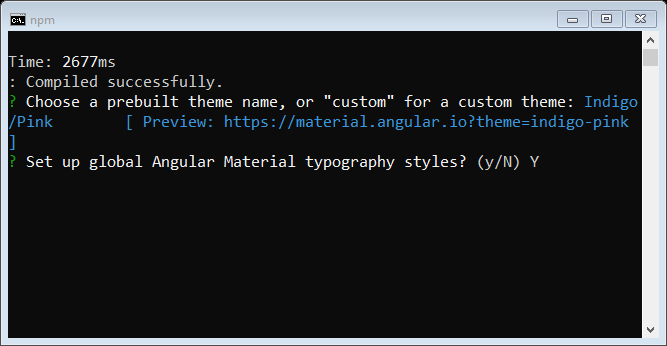 npm
Time: 2677ms
: Compiled successfully.
? Choose a prebuilt theme name, or "custom" for a custom theme: Indigo
/Pink        [ Preview: https://material.angular.io?theme=indigo-pink
]
? Set up global Angular Material typography styles? (y/N) Y